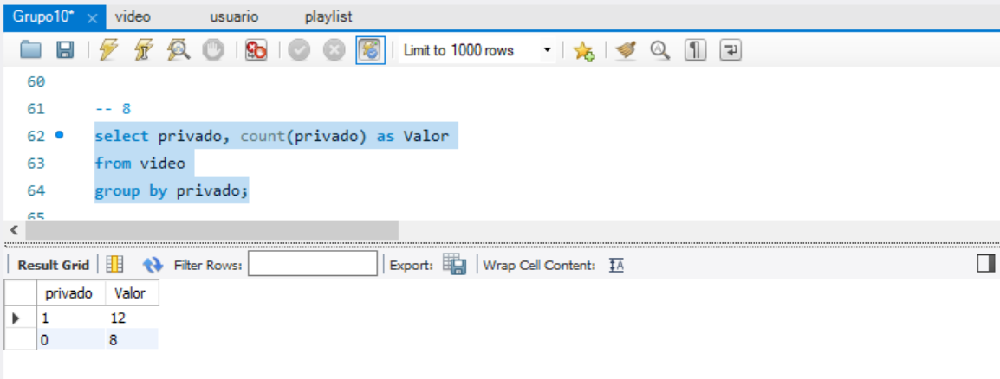 Grupo10* × video usuario playlist
Limit to 1000 rows
60
61 -- 8
62 select privado, count(privado) as Valor
63 from video
64 group by privado;
65
Result Grid Filter Rows: Export: Wrap Cell Content: IA
privado Valor
1 12
0 8